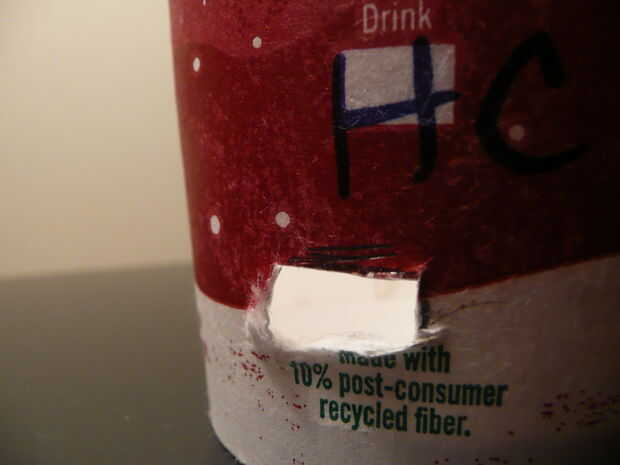 Drink
HC
made with
10% post-consumer
recycled fiber.